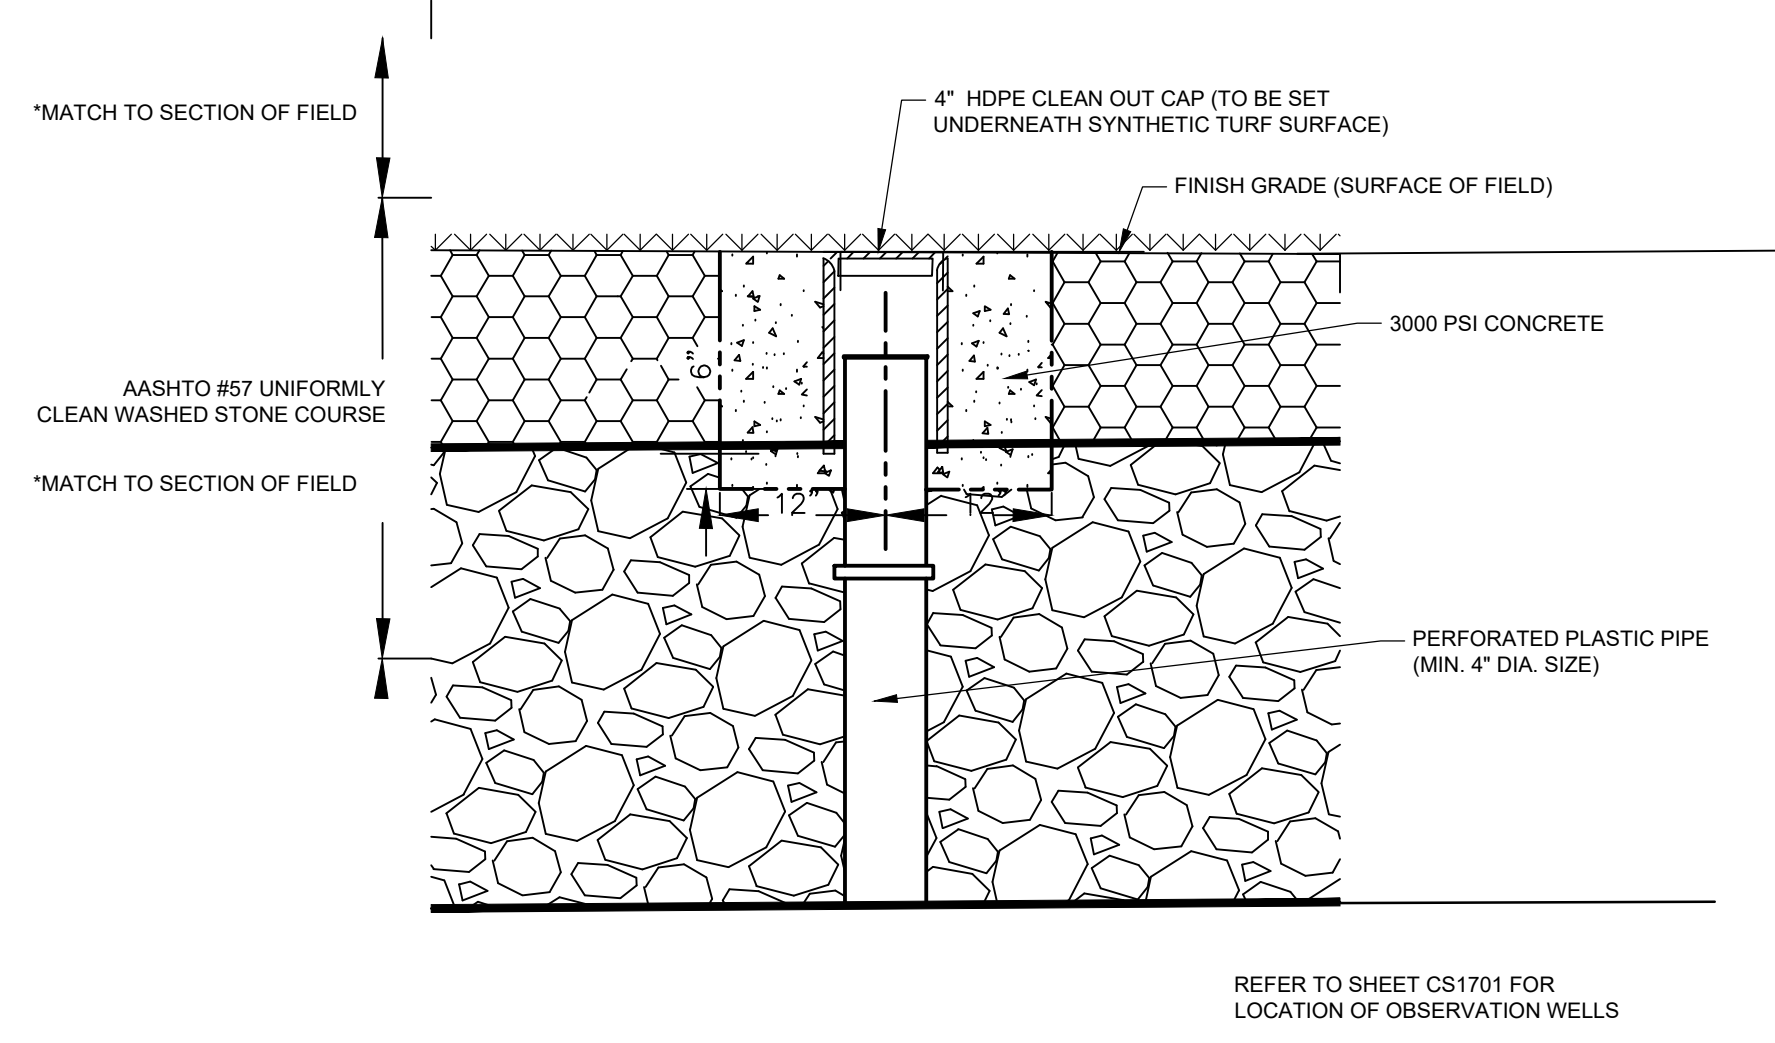 *MATCH TO SECTION OF FIELD
4" HDPE CLEAN OUT CAP (TO BE SET
UNDERNEATH SYNTHETIC TURF SURFACE)
FINISH GRADE (SURFACE OF FIELD)
3000 PSI CONCRETE
6"
AASHTO #57 UNIFORMLY
CLEAN WASHED STONE COURSE
*MATCH TO SECTION OF FIELD
12"
12"
PERFORATED PLASTIC PIPE
(MIN. 4" DIA. SIZE)
REFER TO SHEET CS1701 FOR
LOCATION OF OBSERVATION WELLS